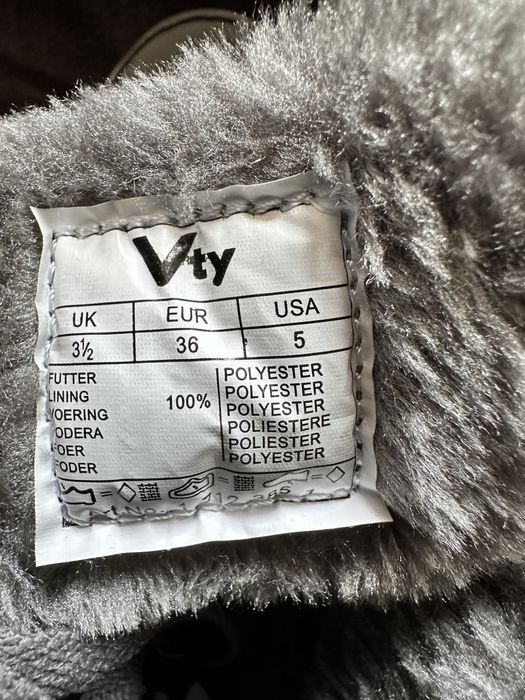 Vty
UK EUR USA
3½ 36 5
FUTTER POLYESTER
LINING POLYESTER
VOERING 100% POLYESTER
FODERA POLIESTERE
FOER POLIESTER
FODER POLYESTER